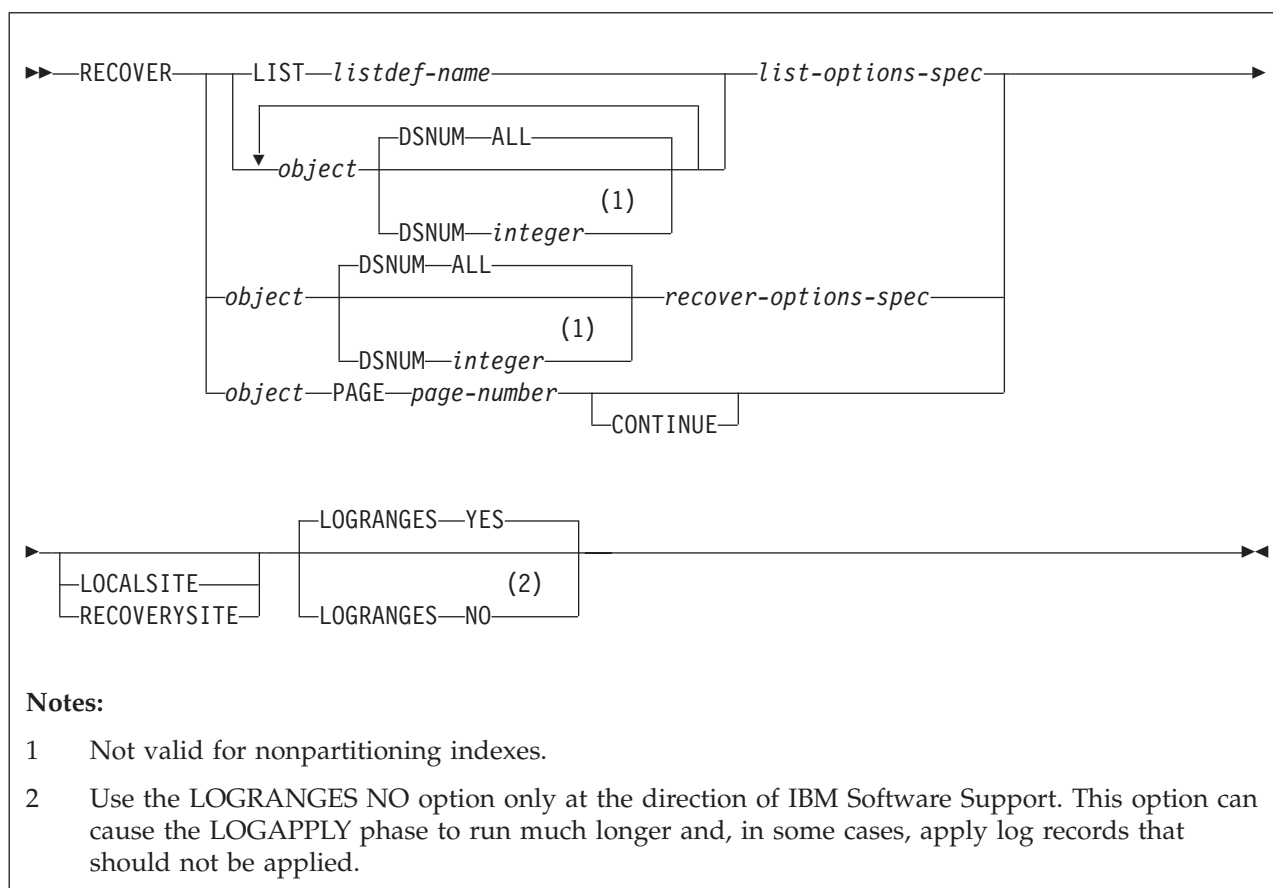 RECOVER LIST listdef-name list-options-spec
DSNUM ALL
object
(1)
DSNUM integer
DSNUM ALL
object recover-options-spec
(1)
DSNUM integer
object PAGE page-number
CONTINUE
LOGRANGES YES
LOCALSITE (2)
RECOVERYSITE LOGRANGES NO
Notes:
1 Not valid for nonpartitioning indexes.
2 Use the LOGRANGES NO option only at the direction of IBM Software Support. This option can
cause the LOGAPPLY phase to run much longer and, in some cases, apply log records that
should not be applied.